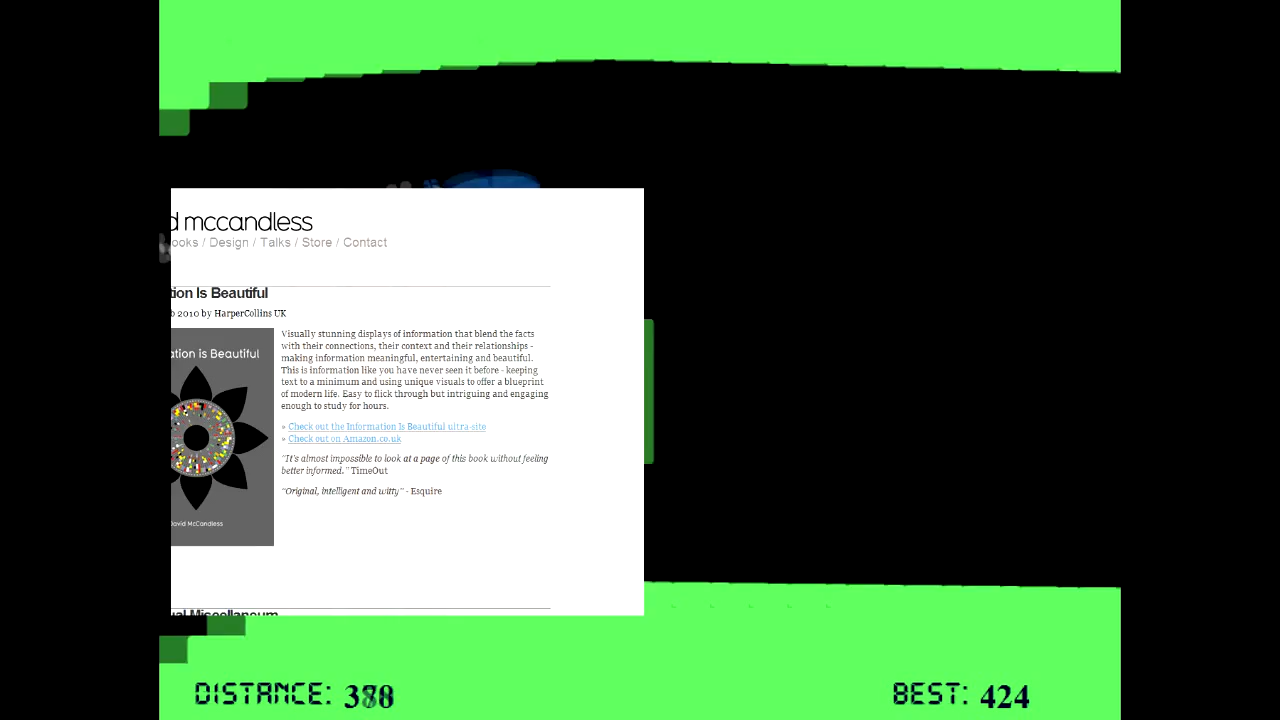 d mccandless
ooks / Design / Talks / Store / Contact
tion Is Beautiful
b 2010 by HarperCollins UK
ation is Beautiful
David McCandless
Visually stunning displays of information that blend the facts
with their connections, their context and their relationships -
making information meaningful, entertaining and beautiful.
This is information like you have never seen it before - keeping
text to a minimum and using unique visuals to offer a blueprint
of modern life. Easy to flick through but intriguing and engaging
enough to study for hours.
» Check out the Information Is Beautiful ultra-site
» Check out on Amazon.co.uk
"It's almost impossible to look at a page of this book without feeling
better informed." TimeOut
"Original, intelligent and witty" - Esquire
ual Miscellaneum
DISTANCE: 380
BEST: 424